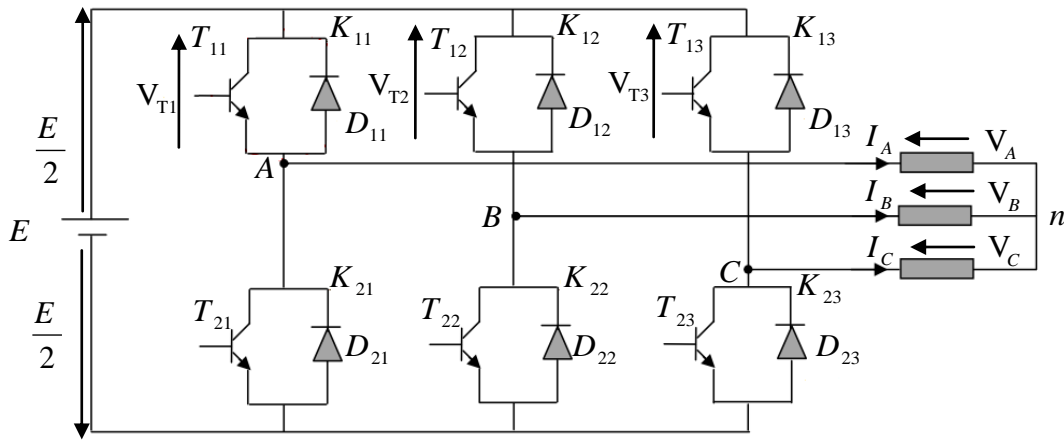 K11
K12
K13
T11
T12
T13
VT1
VT2
VT3
D11
D12
D13
E/2
A
IA
VA
E
B
IB
VB
n
C
IC
VC
K21
K22
K23
T21
T22
T23
E/2
D21
D22
D23